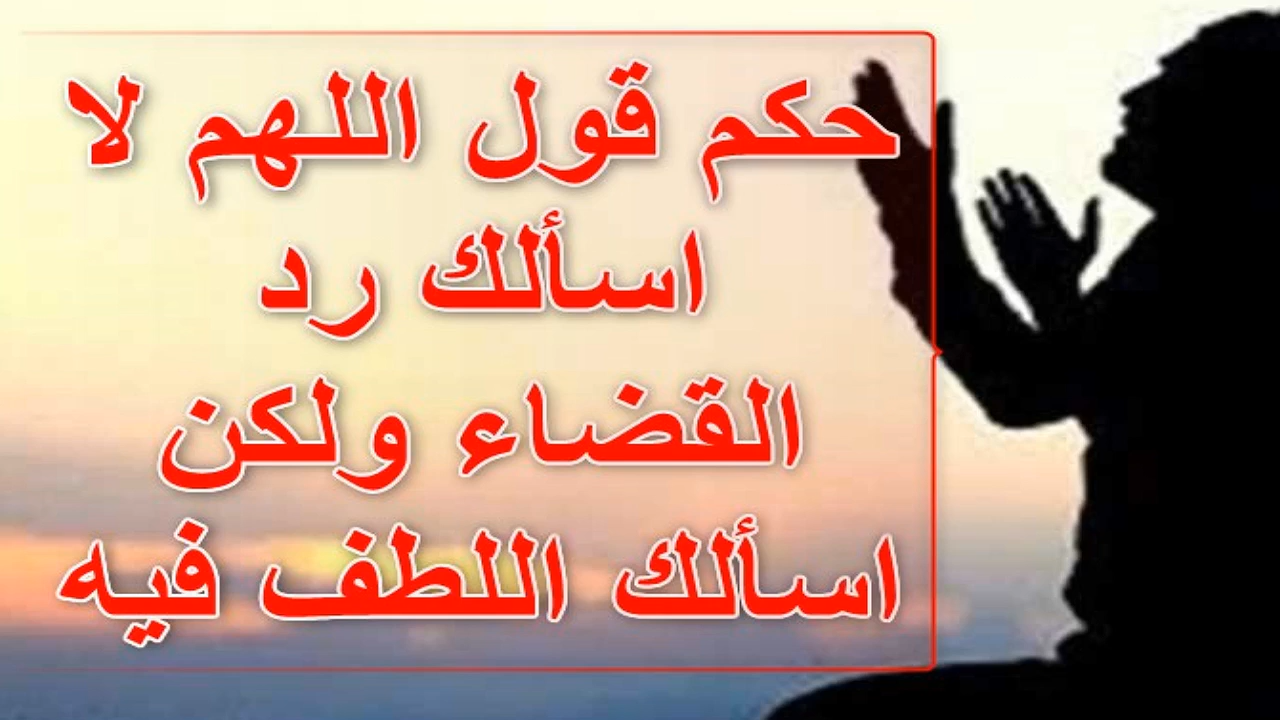 حكم قول اللهم لا
اسألك رد
القضاء ولكن
اسألك اللطف فيه